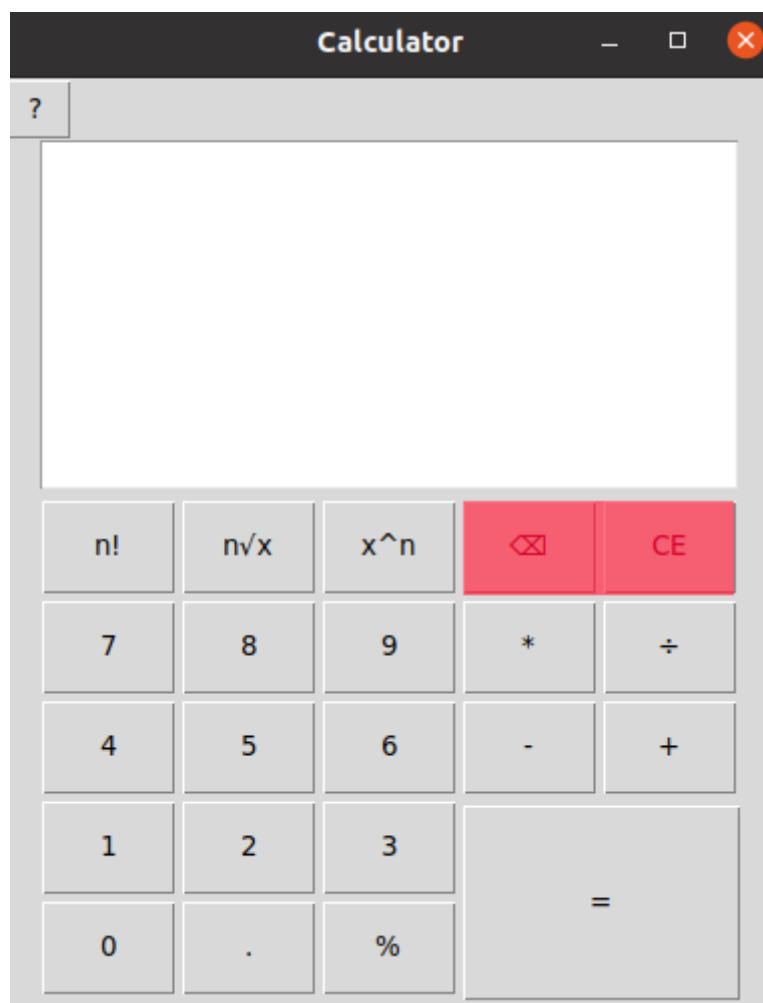 Calculator
?
n! n√x x^n ⌫ CE
7 8 9 * ÷
4 5 6 - +
1 2 3
=
0 . %